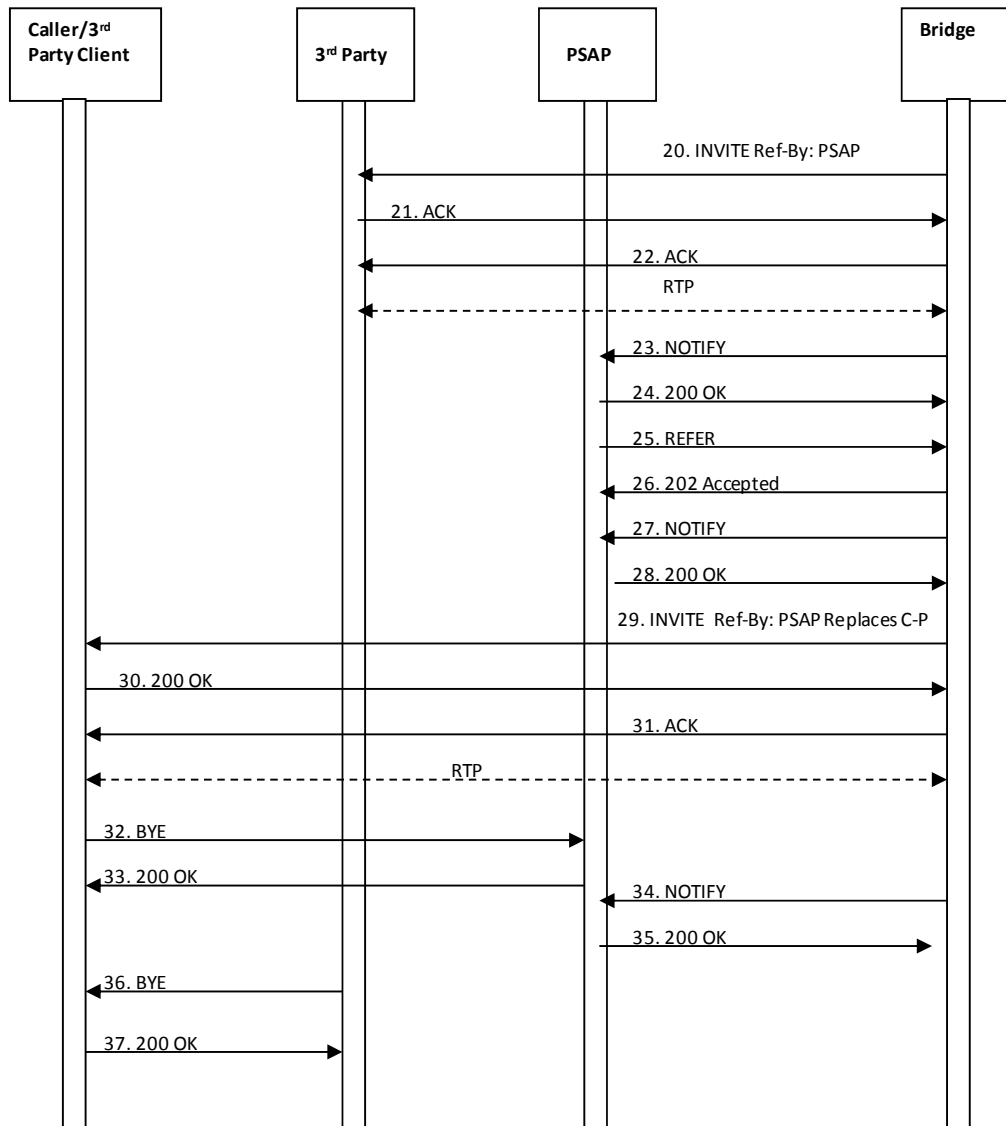 Caller/3rd
Party Client
3rd Party
PSAP
Bridge
20. INVITE Ref-By: PSAP
21. ACK
22. ACK
RTP
23. NOTIFY
24. 200 OK
25. REFER
26. 202 Accepted
27. NOTIFY
28. 200 OK
29. INVITE Ref-By: PSAP Replaces C-P
30. 200 OK
31. ACK
RTP
32. BYE
33. 200 OK
34. NOTIFY
35. 200 OK
36. BYE
37. 200 OK